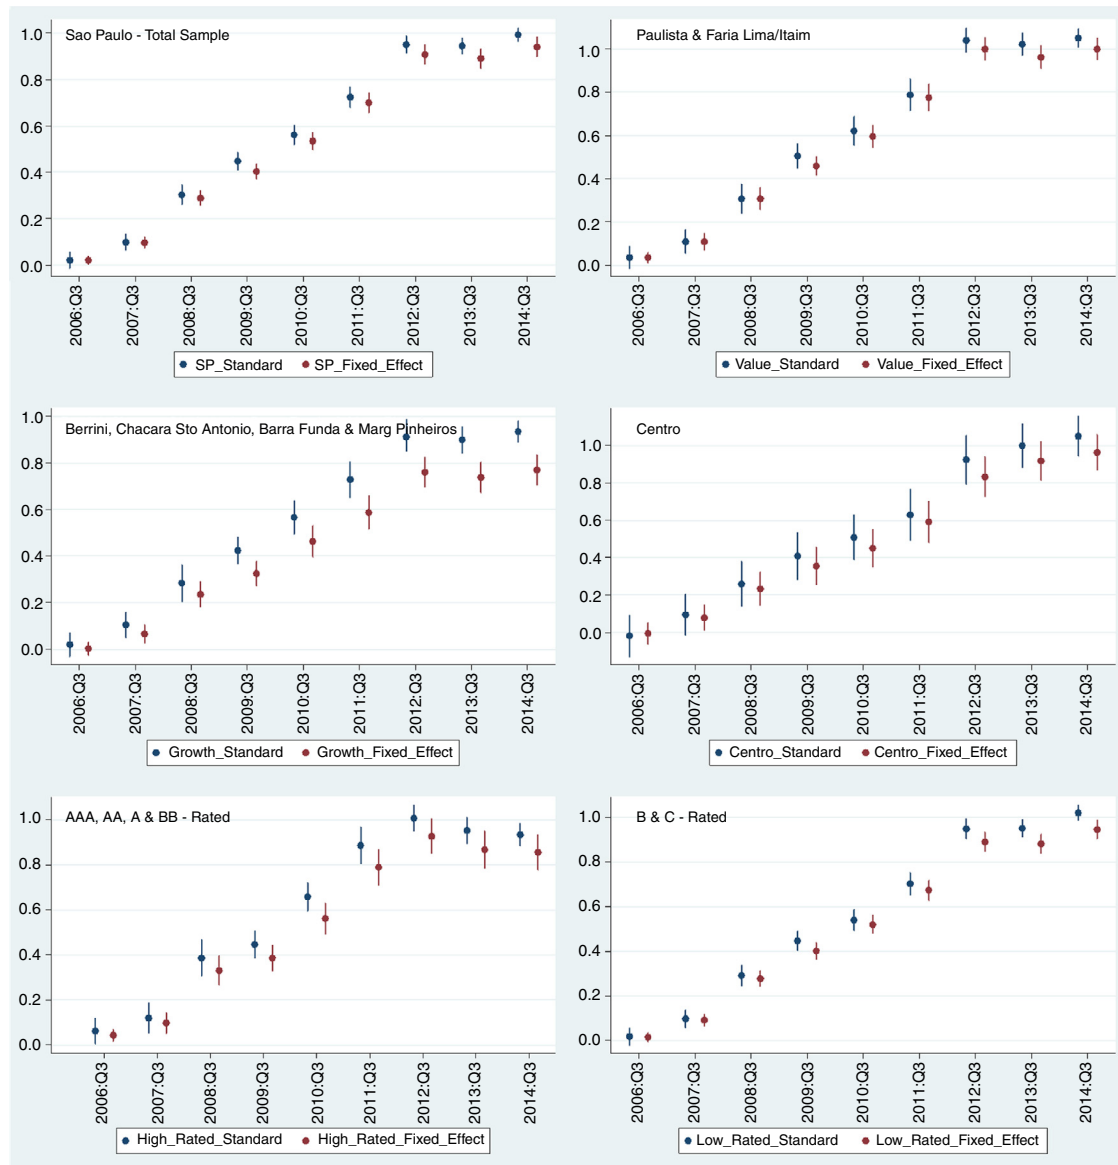 Sao Paulo - Total Sample
1.0
0.8
0.6
0.4
0.2
0.0
2006:Q3
2007:Q3
2008:Q3
2009:Q3
2010:Q3
2011:Q3
2012:Q3
2013:Q3
2014:Q3
SP_Standard SP_Fixed_Effect
Paulista & Faria Lima/Itaim
1.0
0.8
0.6
0.4
0.2
0.0
2006:Q3
2007:Q3
2008:Q3
2009:Q3
2010:Q3
2011:Q3
2012:Q3
2013:Q3
2014:Q3
Value_Standard Value_Fixed_Effect
Berrini, Chacara Sto Antonio, Barra Funda & Marg Pinheiros
1.0
0.8
0.6
0.4
0.2
0.0
2006:Q3
2007:Q3
2008:Q3
2009:Q3
2010:Q3
2011:Q3
2012:Q3
2013:Q3
2014:Q3
Growth_Standard Growth_Fixed_Effect
Centro
1.0
0.8
0.6
0.4
0.2
0.0
2006:Q3
2007:Q3
2008:Q3
2009:Q3
2010:Q3
2011:Q3
2012:Q3
2013:Q3
2014:Q3
Centro_Standard Centro_Fixed_Effect
AAA, AA, A & BB - Rated
1.0
0.8
0.6
0.4
0.2
0.0
2006:Q3
2007:Q3
2008:Q3
2009:Q3
2010:Q3
2011:Q3
2012:Q3
2013:Q3
2014:Q3
High_Rated_Standard High_Rated_Fixed_Effect
B & C - Rated
1.0
0.8
0.6
0.4
0.2
0.0
2006:Q3
2007:Q3
2008:Q3
2009:Q3
2010:Q3
2011:Q3
2012:Q3
2013:Q3
2014:Q3
Low_Rated_Standard Low_Rated_Fixed_Effect